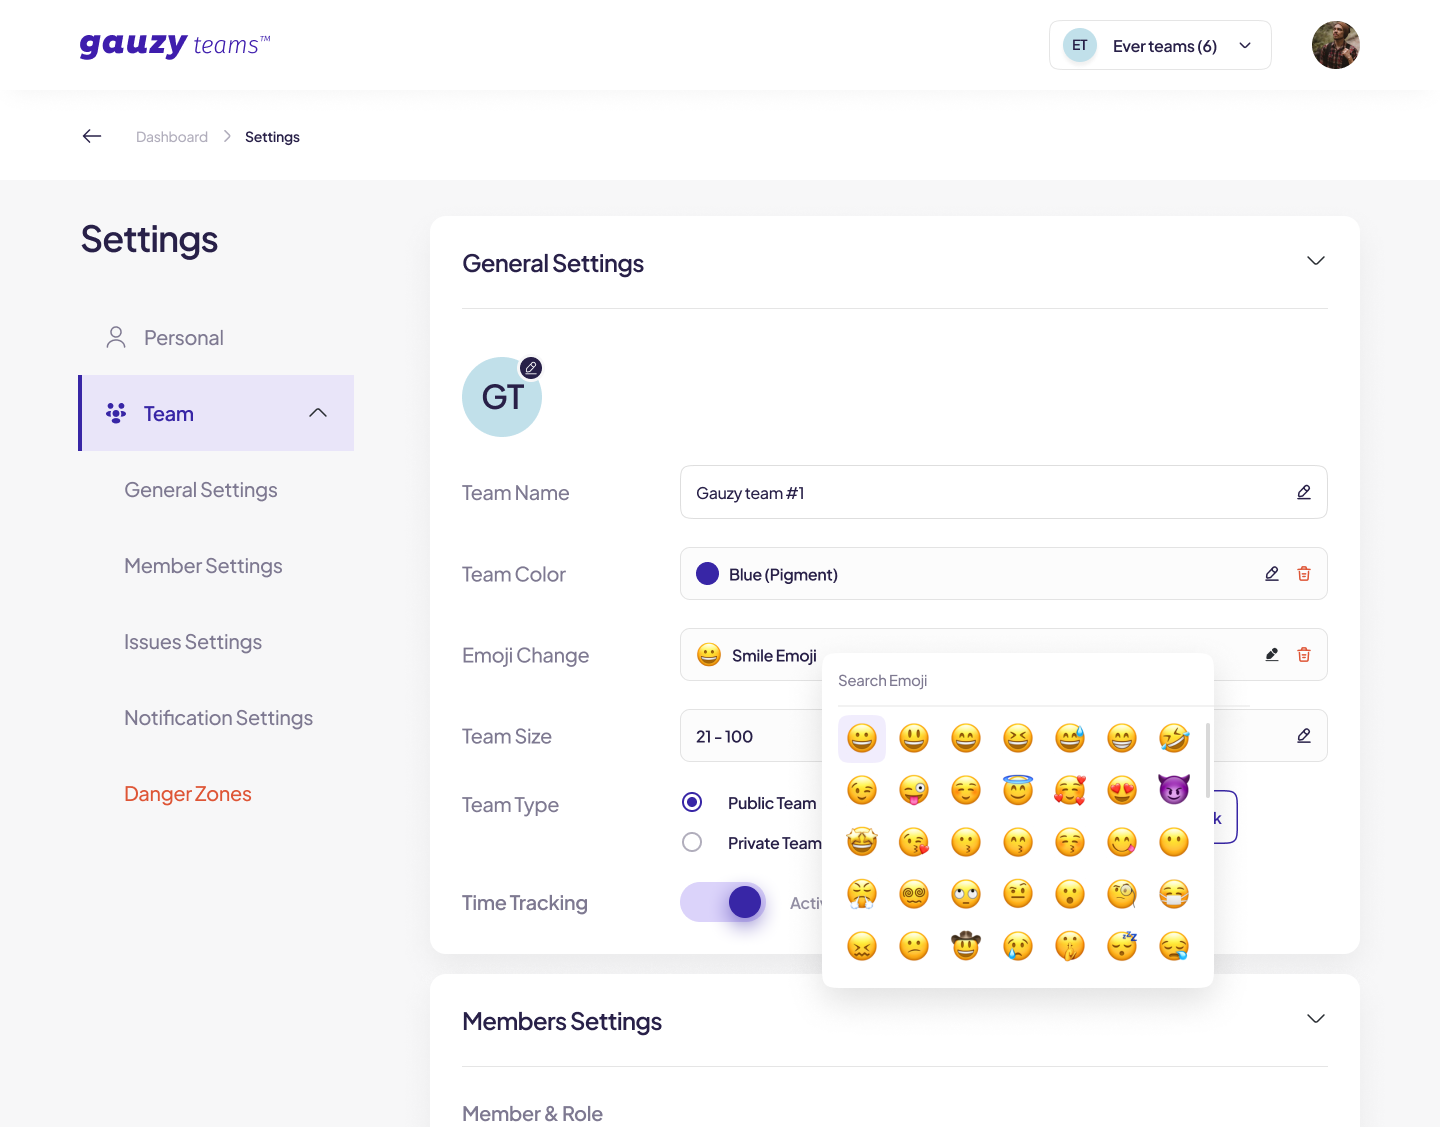 gauzy teams™
ET Ever teams (6)
Dashboard Settings
Settings
Personal
Team
General Settings
Member Settings
Issues Settings
Notification Settings
Danger Zones
General Settings
GT
Team Name Gauzy team #1
Team Color Blue (Pigment)
Emoji Change Smile Emoji
Search Emoji
Team Size 21 - 100
Team Type Public Team
k
Private Team
Time Tracking
Members Settings
Member & Role